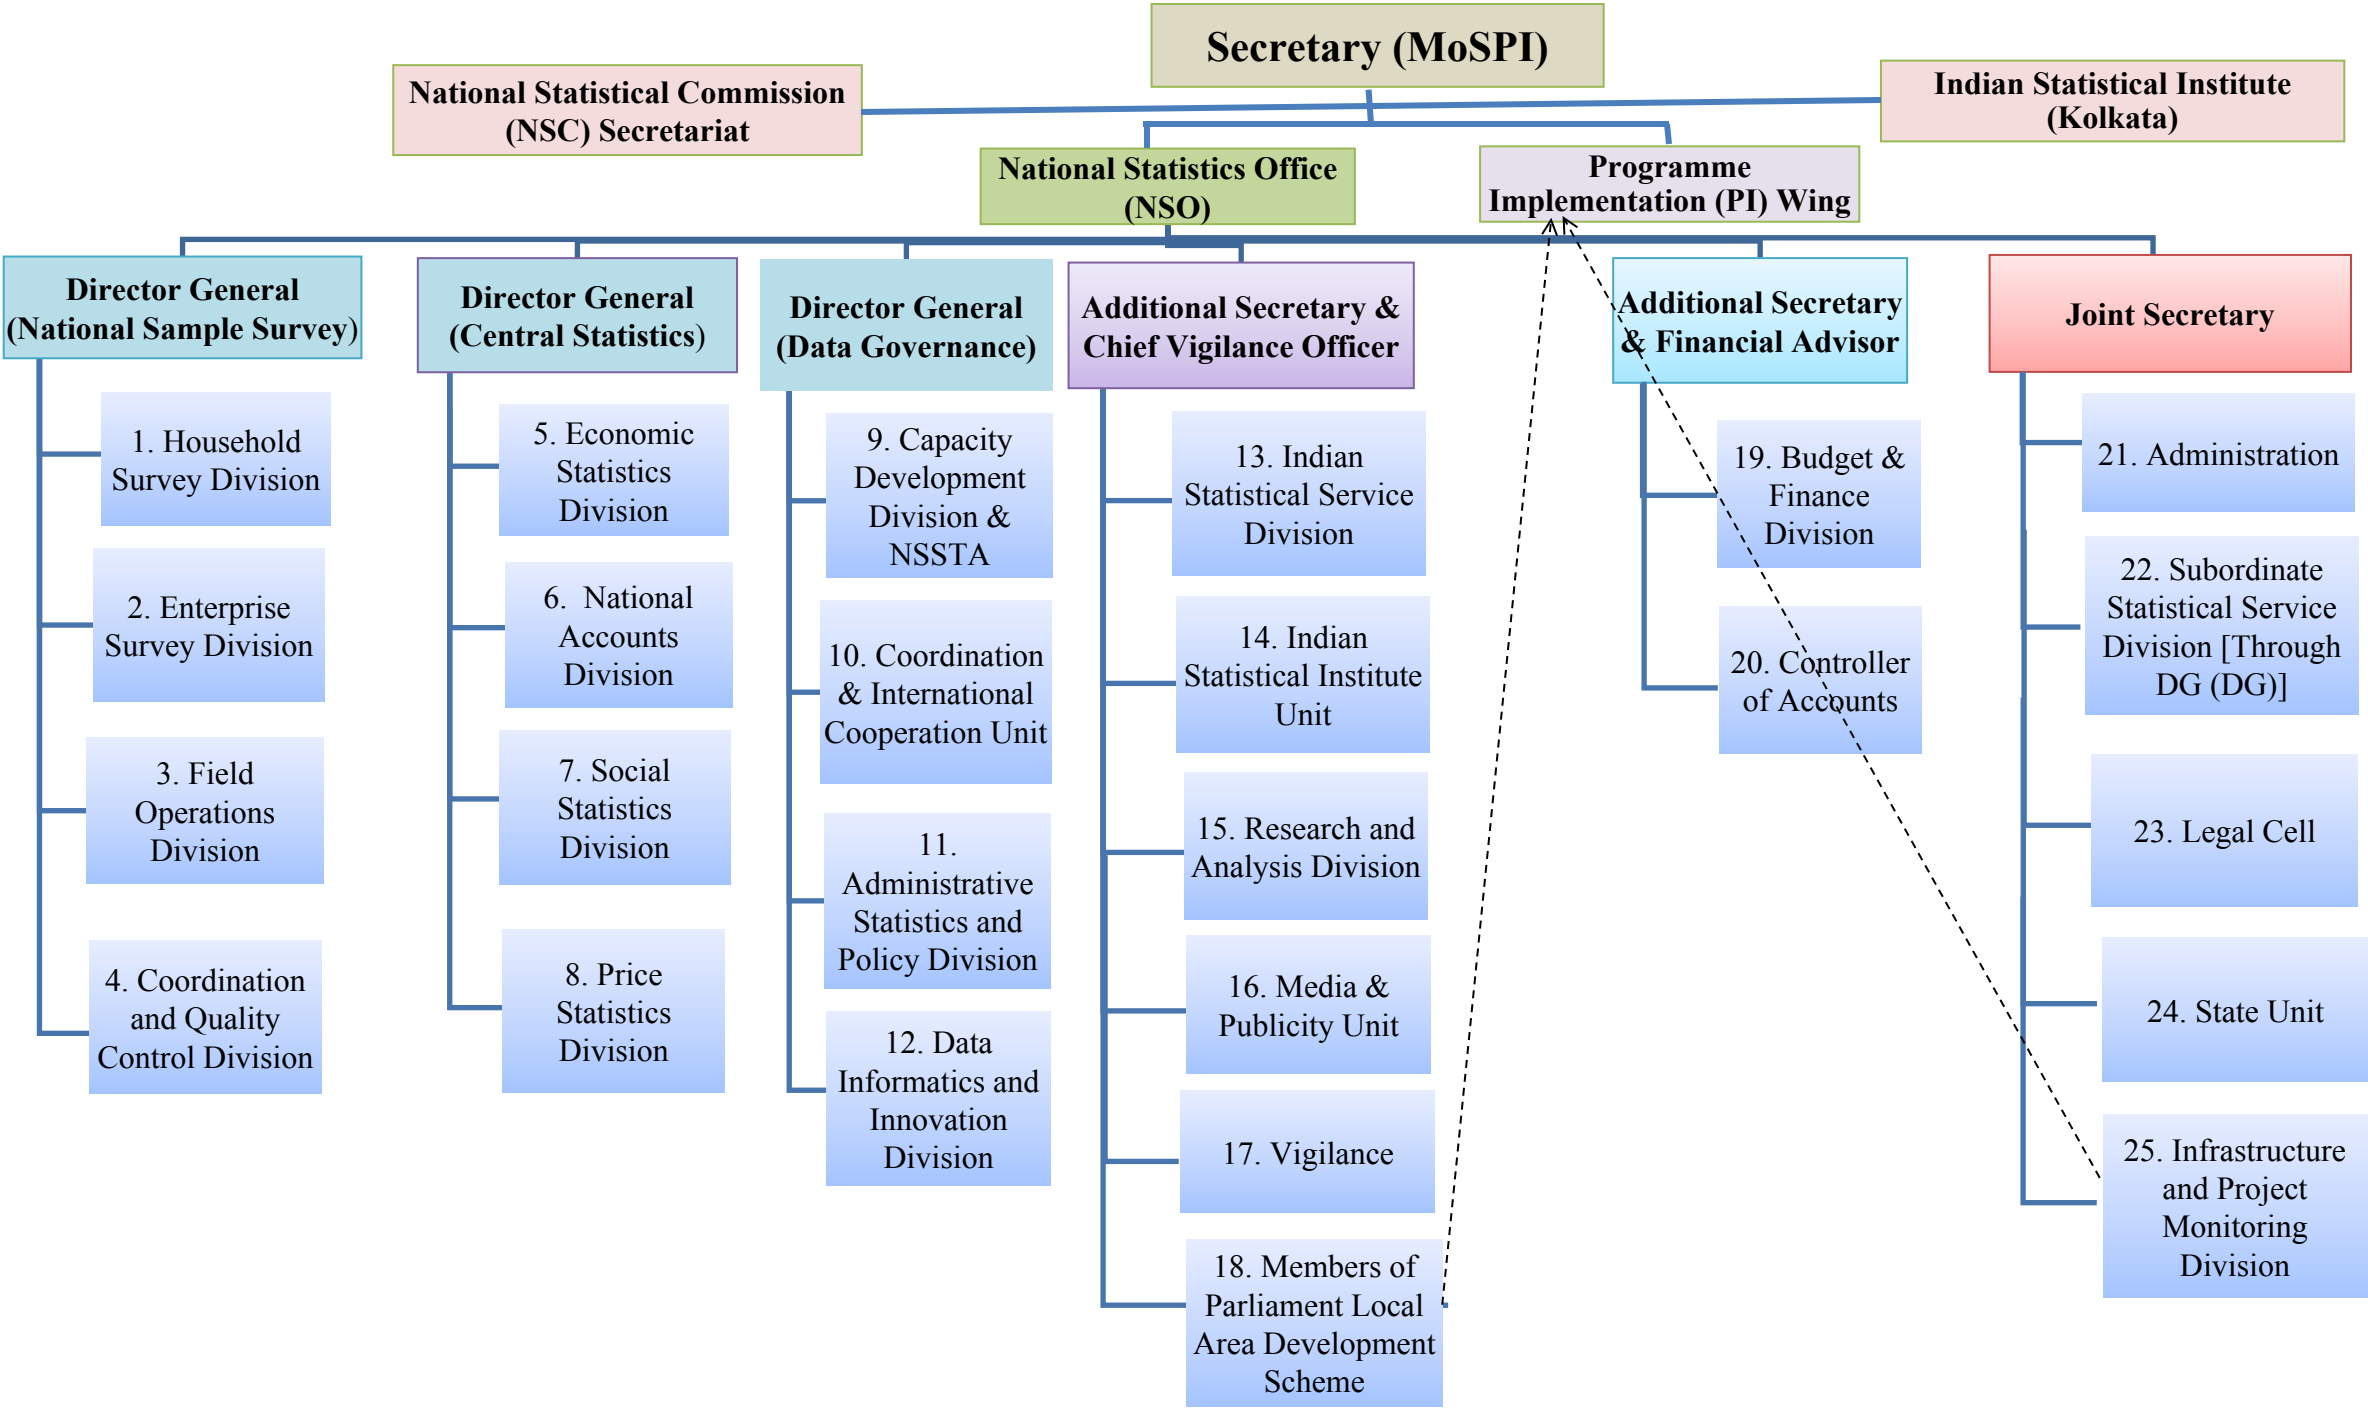 Secretary (MoSPI)
National Statistical Commission
(NSC) Secretariat
Indian Statistical Institute
(Kolkata)
National Statistics Office
(NSO)
Programme
Implementation (PI) Wing
Director General
(National Sample Survey)
Director General
(Central Statistics)
Director General
(Data Governance)
Additional Secretary &
Chief Vigilance Officer
Additional Secretary
& Financial Advisor
Joint Secretary
1. Household
Survey Division
2. Enterprise
Survey Division
3. Field
Operations
Division
4. Coordination
and Quality
Control Division
5. Economic
Statistics
Division
6. National
Accounts
Division
7. Social
Statistics
Division
8. Price
Statistics
Division
9. Capacity
Development
Division &
NSSTA
10. Coordination
& International
Cooperation Unit
11.
Administrative
Statistics and
Policy Division
12. Data
Informatics and
Innovation
Division
13. Indian
Statistical Service
Division
14. Indian
Statistical Institute
Unit
15. Research and
Analysis Division
16. Media &
Publicity Unit
17. Vigilance
18. Members of
Parliament Local
Area Development
Scheme
19. Budget &
Finance
Division
20. Controller
of Accounts
21. Administration
22. Subordinate
Statistical Service
Division [Through
DG (DG)]
23. Legal Cell
24. State Unit
25. Infrastructure
and Project
Monitoring
Division